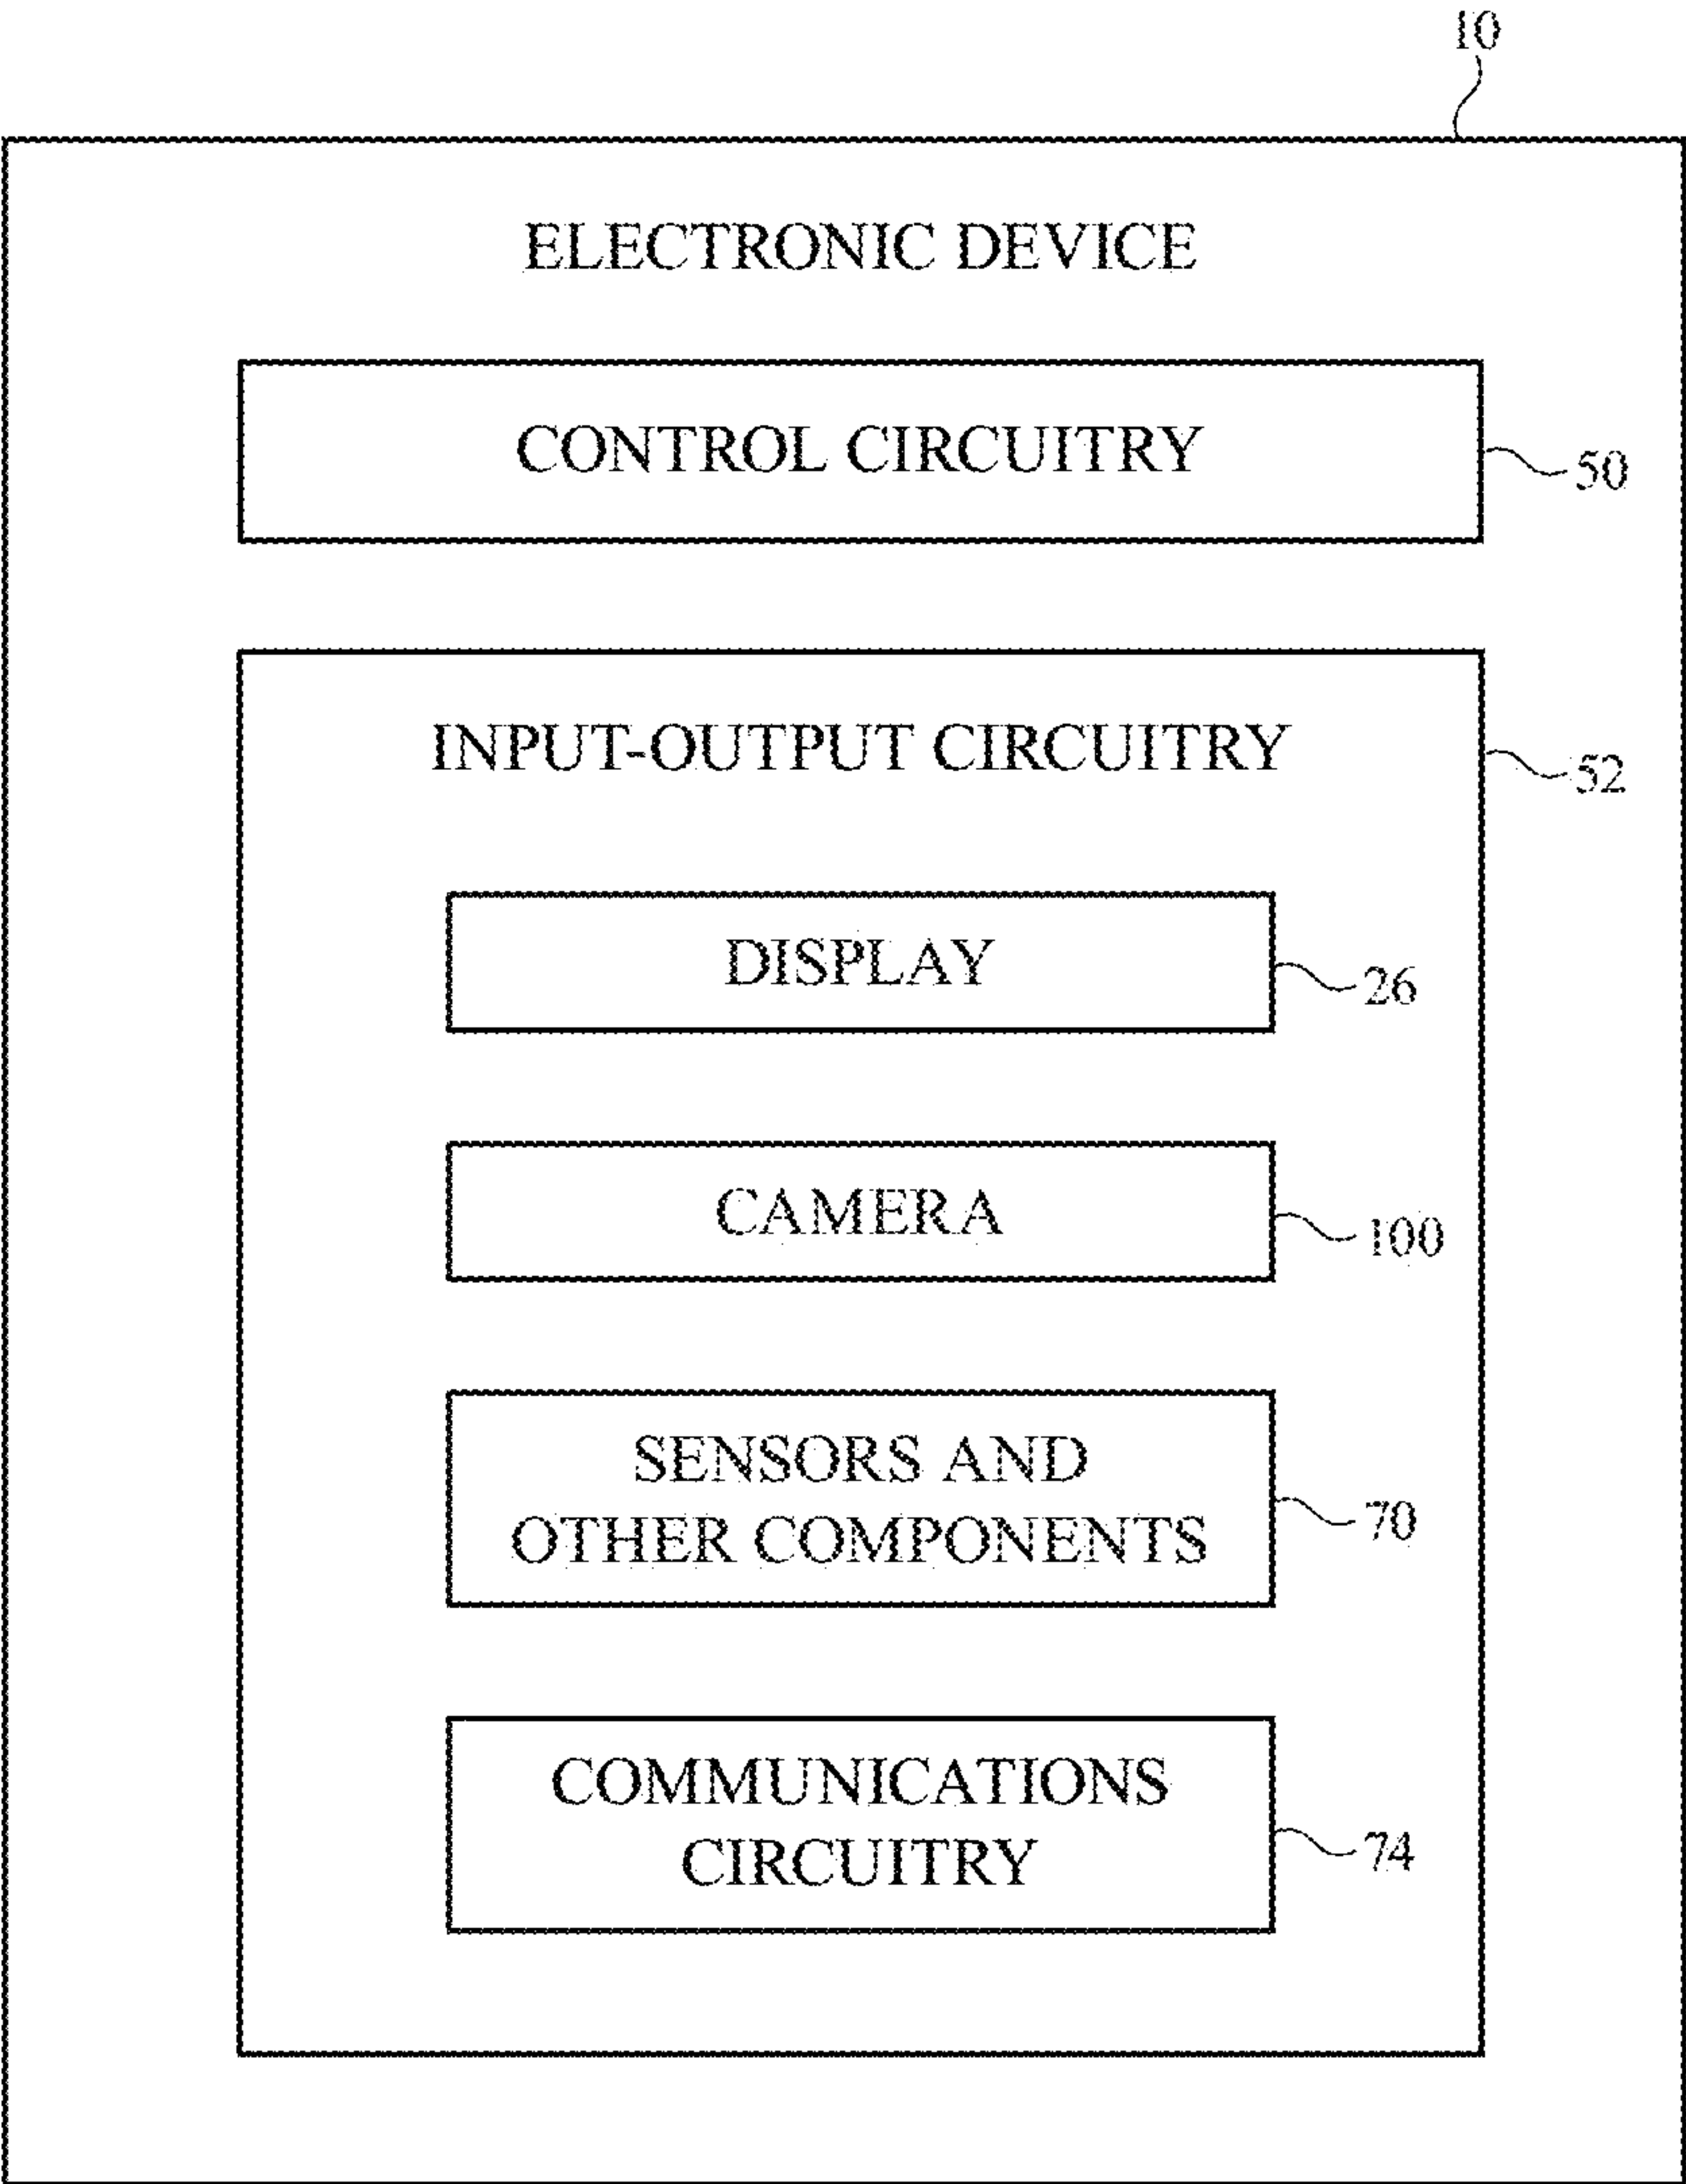 10
ELECTRONIC DEVICE
CONTROL CIRCUITRY
50
INPUT-OUTPUT CIRCUITRY
52
DISPLAY
26
CAMERA
100
SENSORS AND
OTHER COMPONENTS
70
COMMUNICATIONS
CIRCUITRY
74